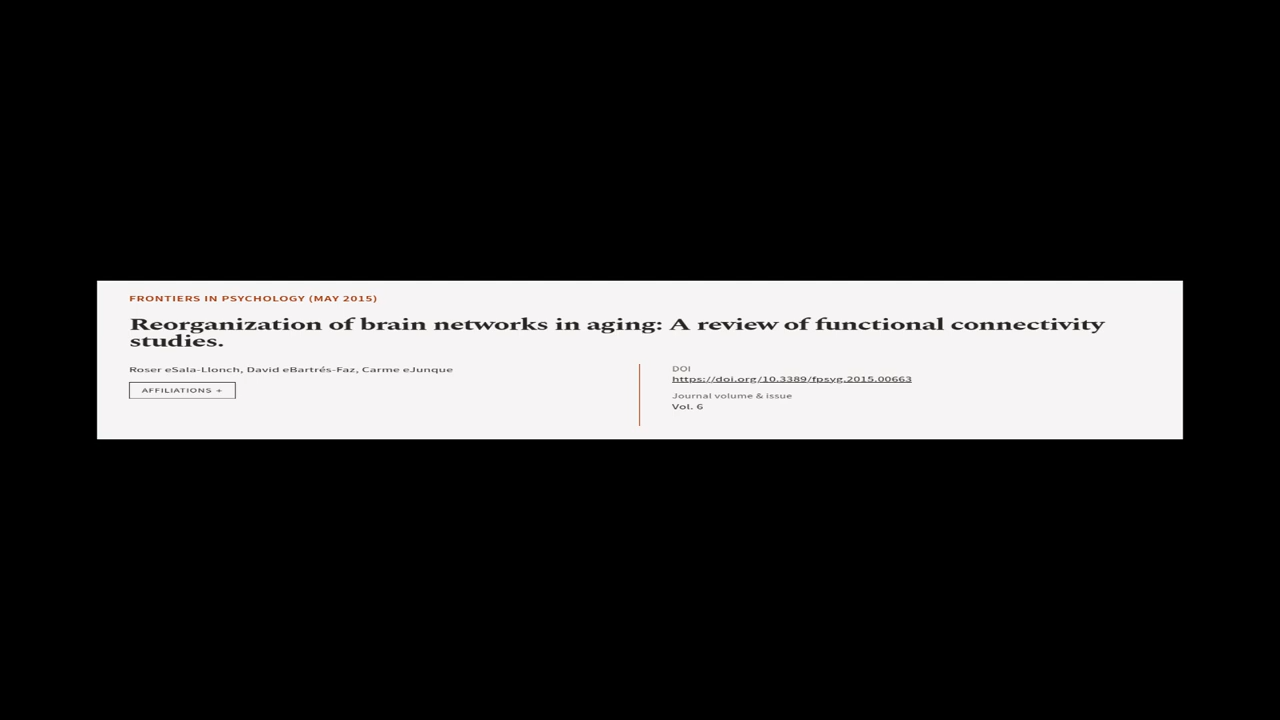 FRONTIERS IN PSYCHOLOGY (MAY 2015)
Reorganization of brain networks in aging: A review of functional connectivity
studies.
Roser eSala-Llonch, David eBartrés-Faz, Carme eJunque
AFFILIATIONS +
DOI
https://doi.org/10.3389/fpsyg.2015.00663
Journal volume & issue
Vol. 6